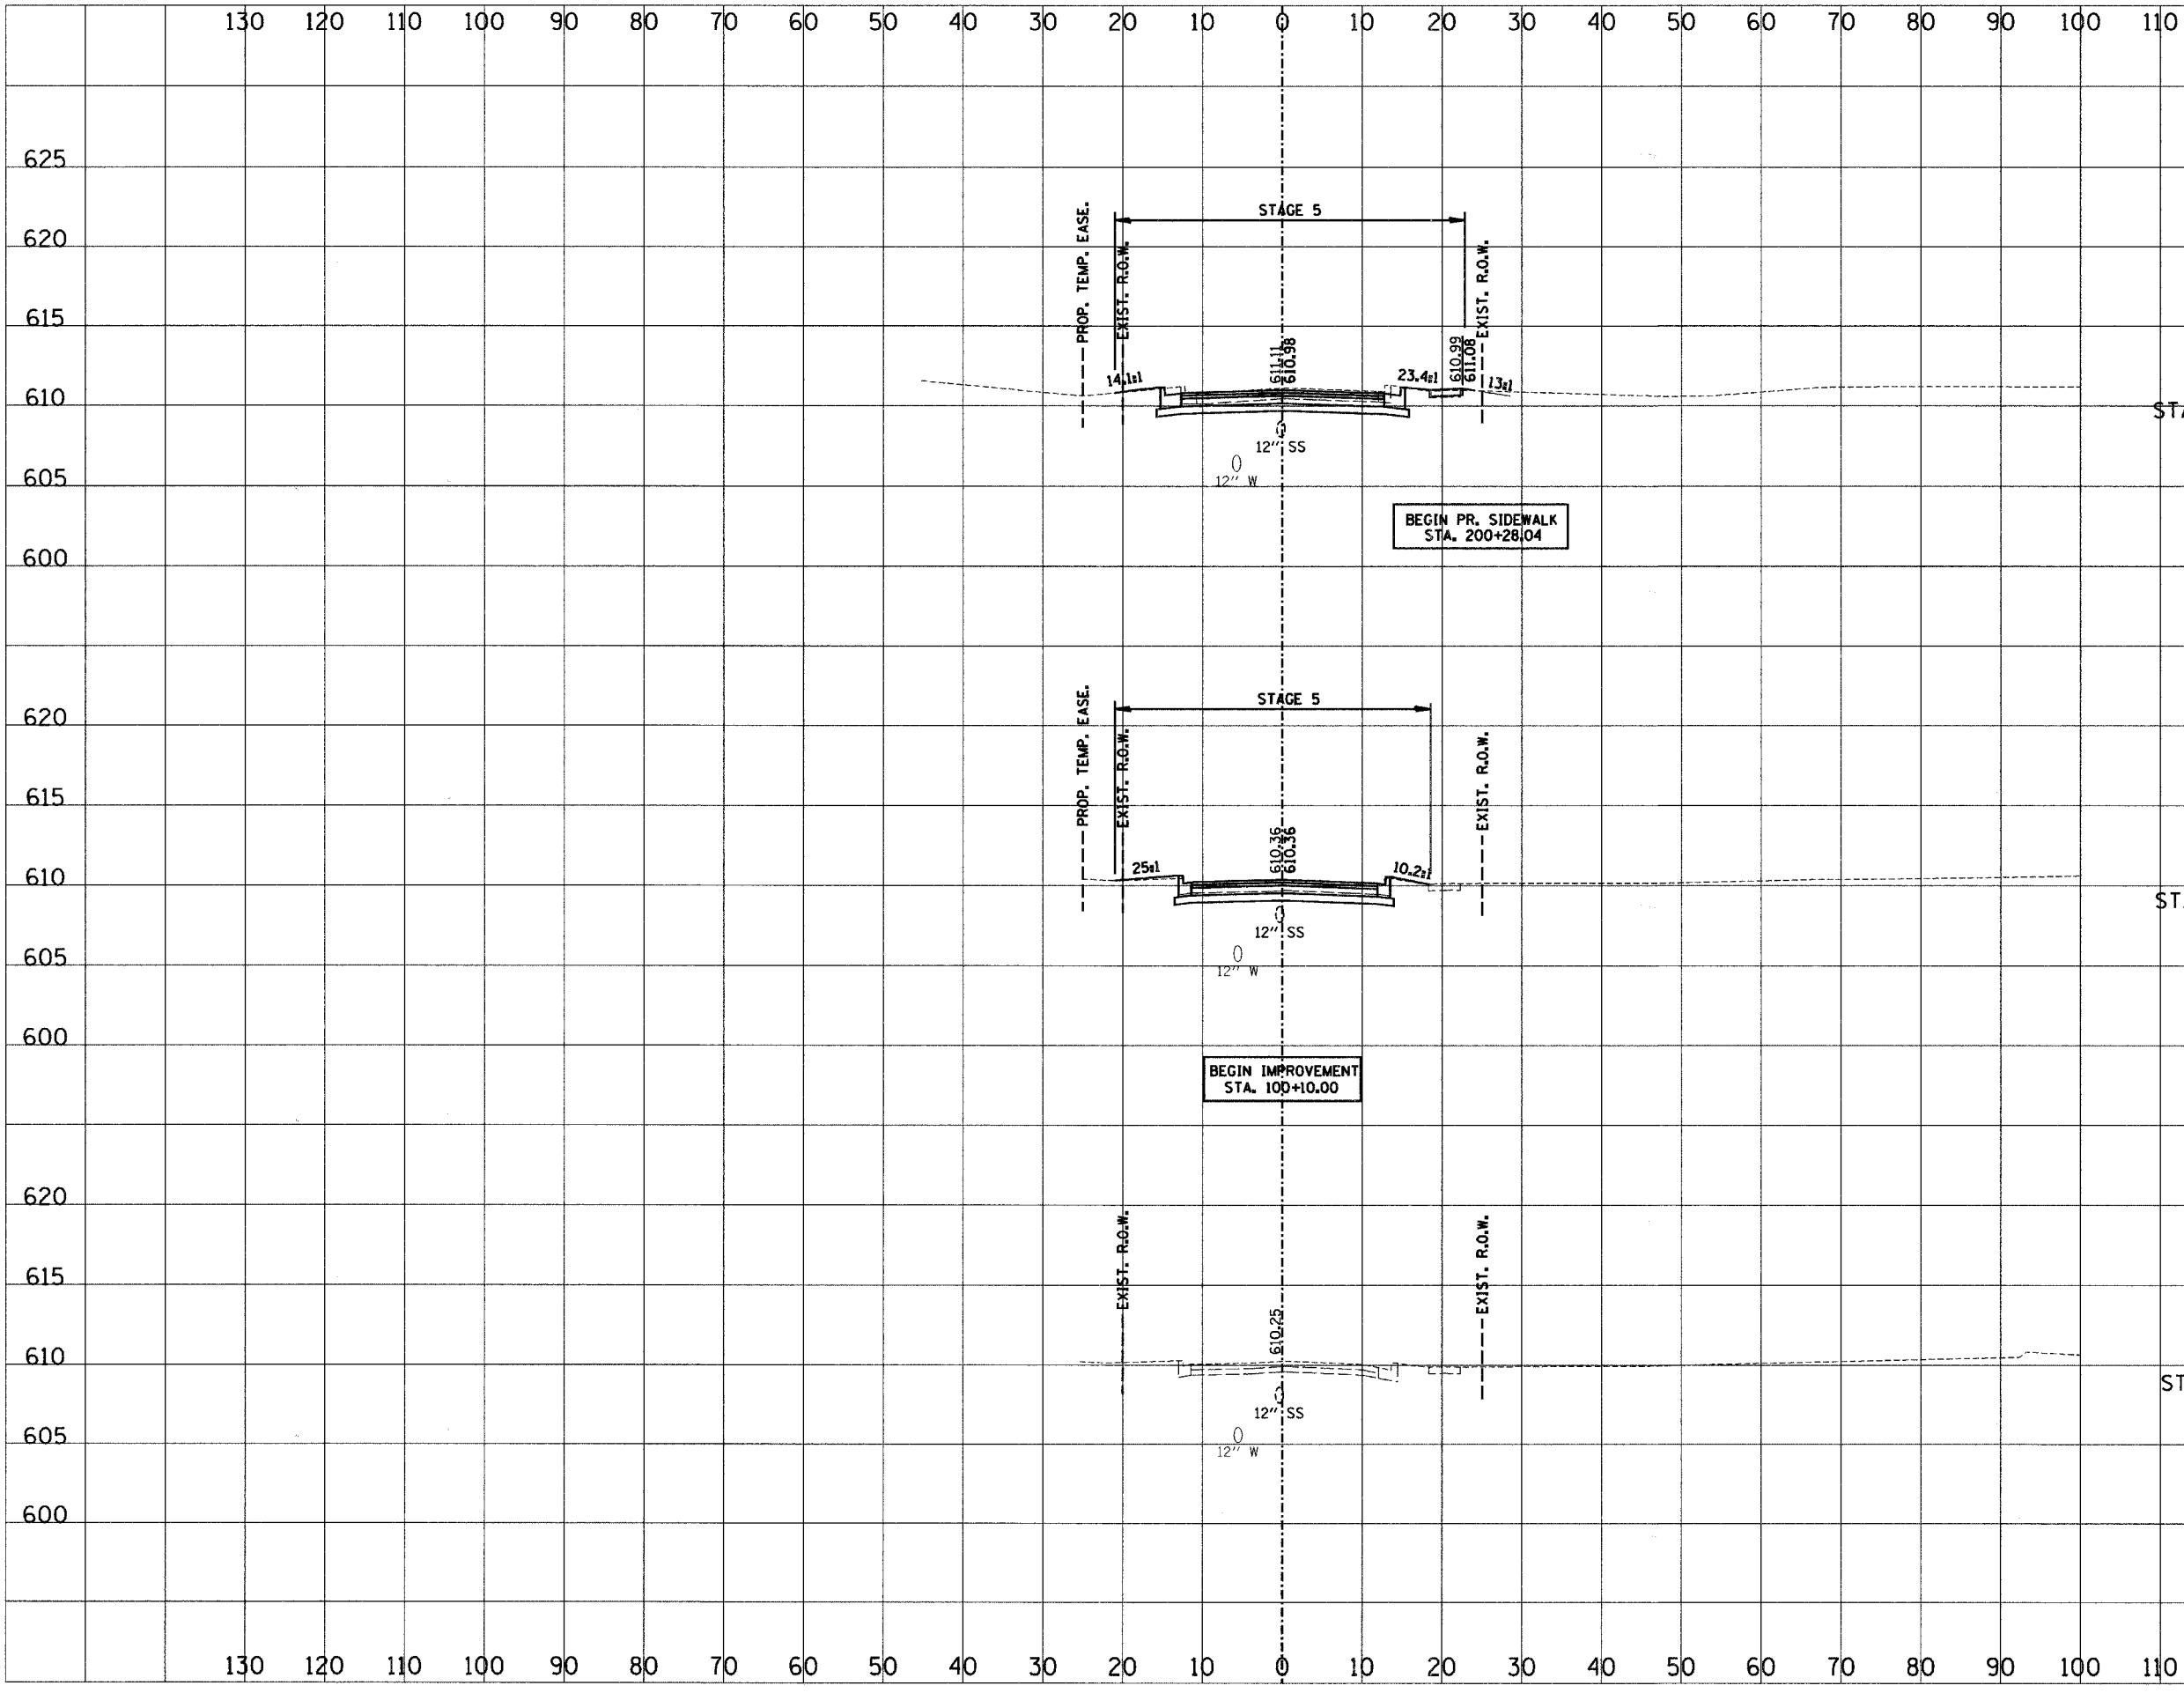 130 120 110 100 90 80 70 60 50 40 30 20 10 0 10 20 30 40 50 60 70 80 90 100 110
625
620
615
610
605
600
PROP. TEMP. EASE.
EXIST. R.O.W.
STAGE 5
EXIST. R.O.W.
14.1:1
611.11
610.98
23.4:1
610.99
611.08
13:1
12" SS
12" W
STA
BEGIN PR. SIDEWALK
STA. 200+28.04
620
615
610
605
600
PROP. TEMP. EASE.
EXIST. R.O.W.
STAGE 5
EXIST. R.O.W.
25:1
610.36
610.36
10.2:1
12" SS
12" W
ST
BEGIN IMPROVEMENT
STA. 100+10.00
620
615
610
605
600
EXIST. R.O.W.
610.25
EXIST. R.O.W.
12" SS
12" W
ST
130 120 110 100 90 80 70 60 50 40 30 20 10 0 10 20 30 40 50 60 70 80 90 100 110